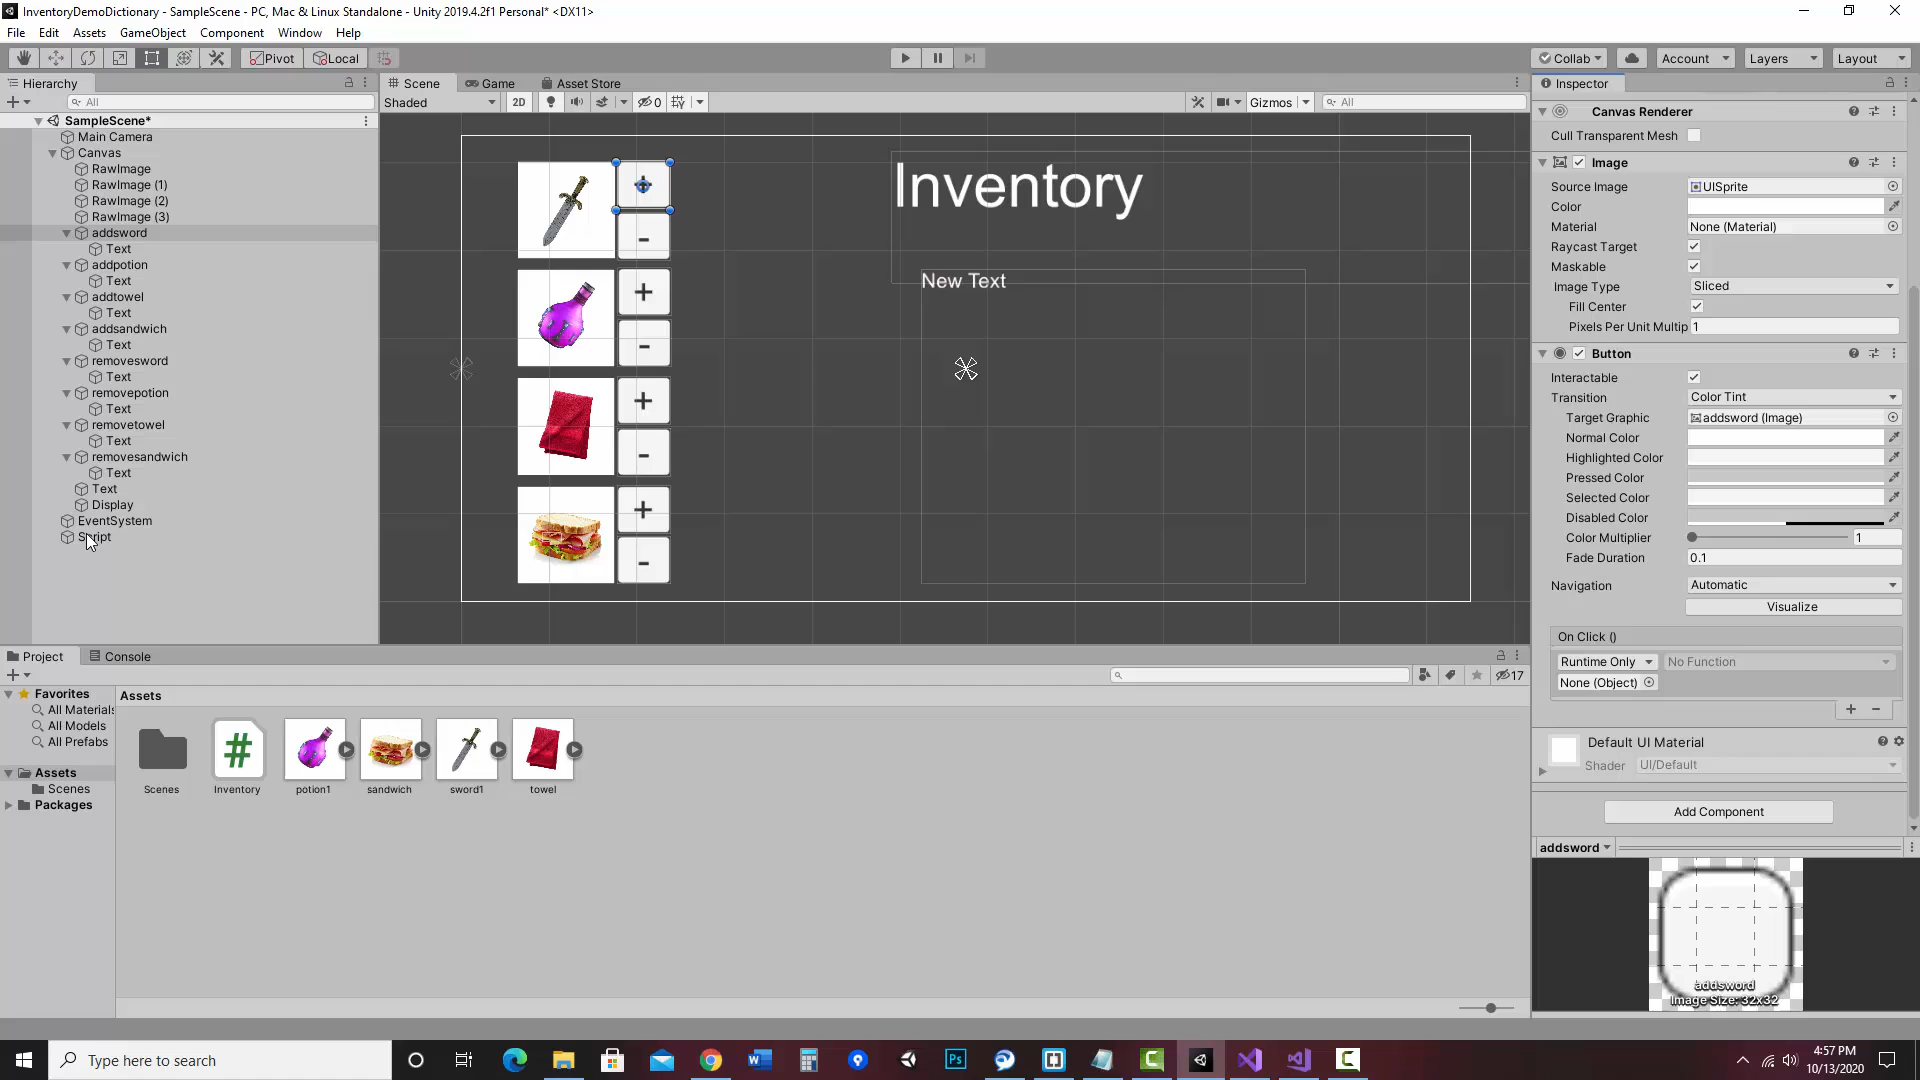 InventoryDemoDictionary - SampleScene - PC, Mac & Linux Standalone - Unity 2019.4.2f1 Personal* <DX11>
File Edit Assets GameObject Component Window Help
Pivot Local Collab Account Layers Layout
Hierarchy
All
SampleScene*
Main Camera
Canvas
RawImage
RawImage (1)
RawImage (2)
RawImage (3)
addsword
Text
addpotion
Text
addtowel
Text
addsandwich
Text
removesword
Text
removepotion
Text
removetowel
Text
removesandwich
Text
Text
Display
EventSystem
Script
Scene Game Asset Store
Shaded 2D 0 Gizmos All
+
-
+
-
+
-
+
-
Inventory
New Text
Inspector
Canvas Renderer
Cull Transparent Mesh
Image
Source Image UISprite
Color
Material None (Material)
Raycast Target
Maskable
Image Type Sliced
Fill Center
Pixels Per Unit Multip 1
Button
Interactable
Transition Color Tint
Target Graphic addsword (Image)
Normal Color
Highlighted Color
Pressed Color
Selected Color
Disabled Color
Color Multiplier 1
Fade Duration 0.1
Navigation Automatic
Visualize
On Click ()
Runtime Only No Function
None (Object)
+ -
Default UI Material
Shader UI/Default
Add Component
addsword
addsword
Image Size: 32x32
Project Console
17
Favorites
All Materials
All Models
All Prefabs
Assets
Scenes
Packages
Assets
Scenes Inventory potion1 sandwich sword1 towel
Type here to search
4:57 PM
10/13/2020